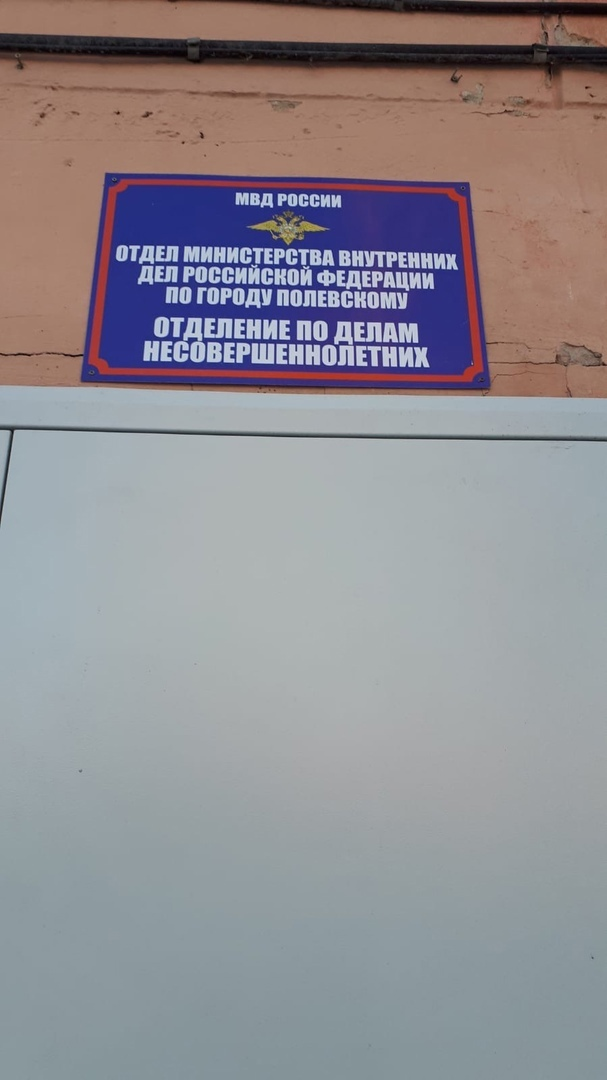 МВД РОССИИ
ОТДЕЛ МИНИСТЕРСТВА ВНУТРЕННИХ
ДЕЛ РОССИЙСКОЙ ФЕДЕРАЦИИ
ПО ГОРОДУ ПОЛЕВСКОМУ
ОТДЕЛЕНИЕ ПО ДЕЛАМ
НЕСОВЕРШЕННОЛЕТНИХ